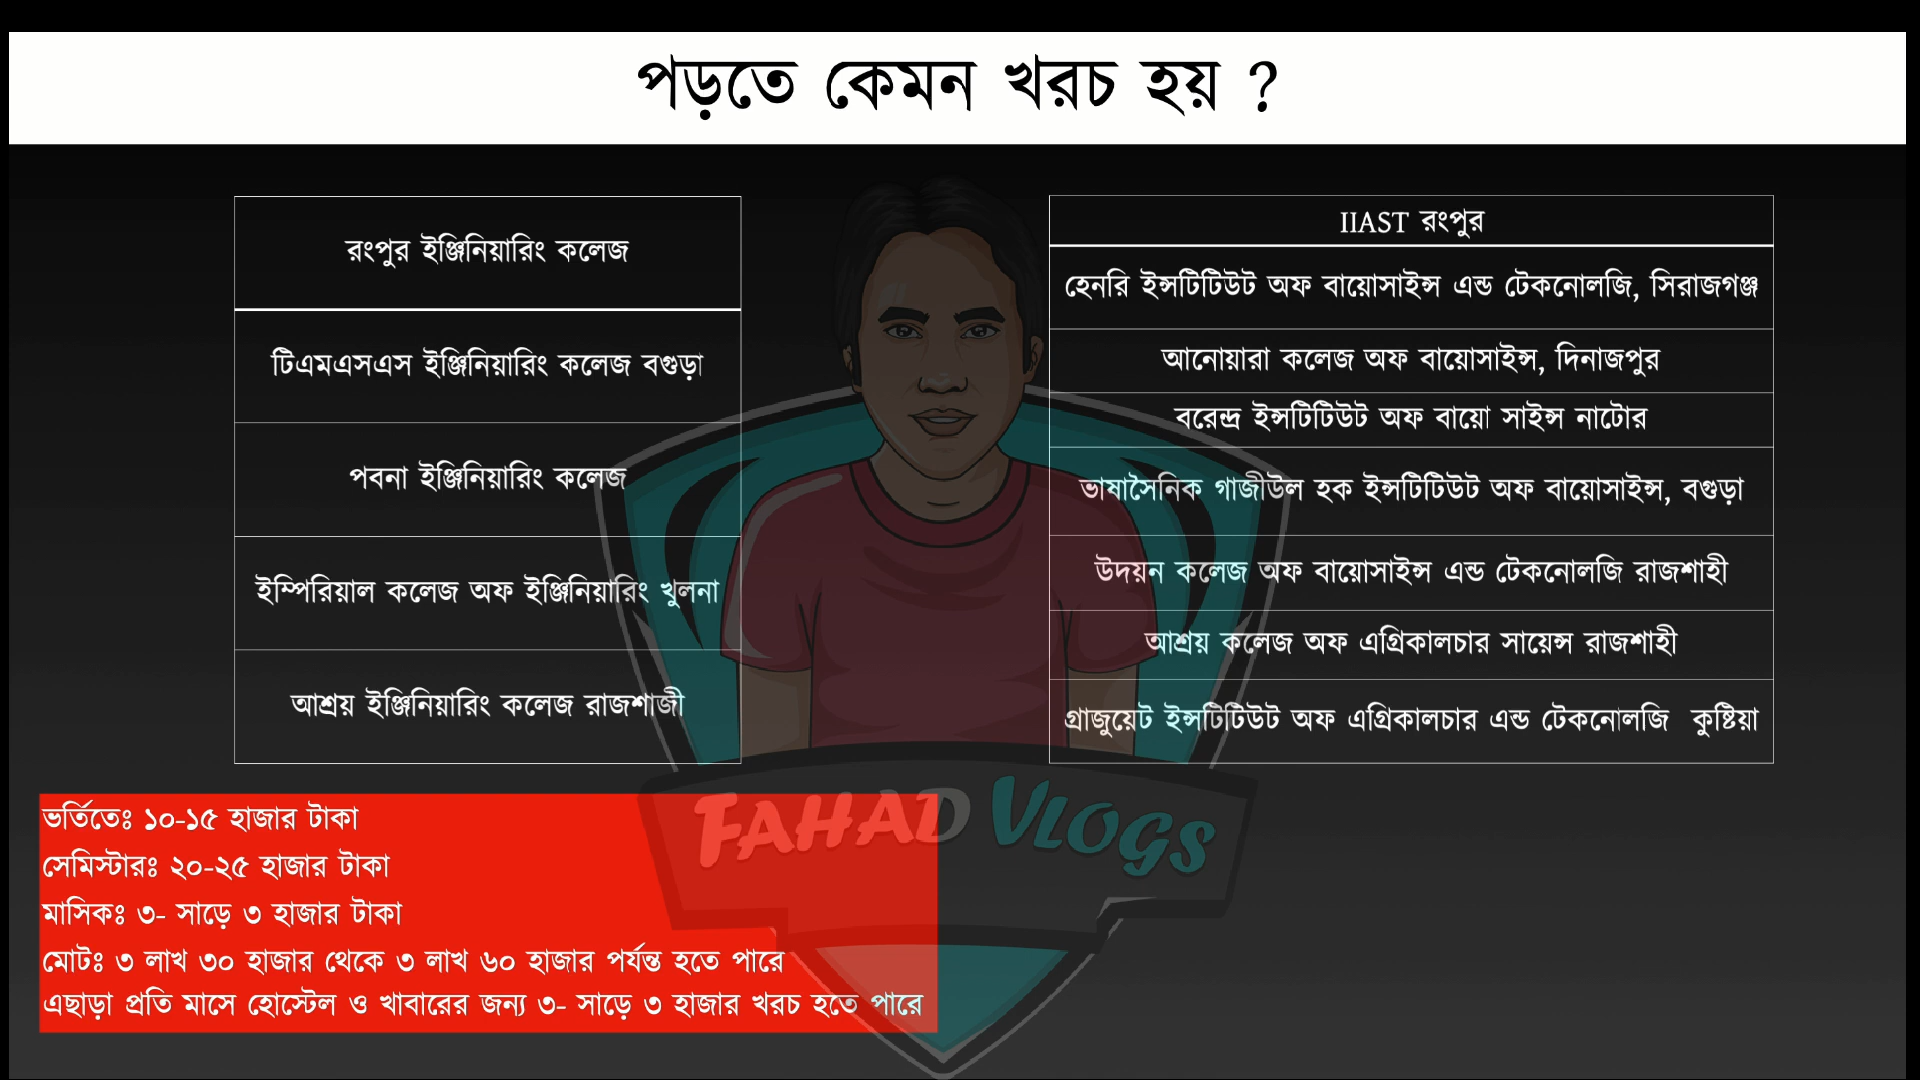 পড়তে কেমন খরচ হয় ?
রংপুর ইঞ্জিনিয়ারিং কলেজ
টিএমএসএস ইঞ্জিনিয়ারিং কলেজ বগুড়া
পবনা ইঞ্জিনিয়ারিং কলেজ
ইম্পিরিয়াল কলেজ অফ ইঞ্জিনিয়ারিং খুলনা
আশ্রয় ইঞ্জিনিয়ারিং কলেজ রাজশাজী
IIAST রংপুর
হেনরি ইন্সটিটিউট অফ বায়োসাইন্স এন্ড টেকনোলজি, সিরাজগঞ্জ
আনোয়ারা কলেজ অফ বায়োসাইন্স, দিনাজপুর
বরেন্দ্র ইন্সটিটিউট অফ বায়ো সাইন্স নাটোর
ভাষাসৈনিক গাজীউল হক ইন্সটিটিউট অফ বায়োসাইন্স, বগুড়া
উদয়ন কলেজ অফ বায়োসাইন্স এন্ড টেকনোলজি রাজশাহী
আশ্রয় কলেজ অফ এগ্রিকালচার সায়েন্স রাজশাহী
গ্রাজুয়েট ইন্সটিটিউট অফ এগ্রিকালচার এন্ড টেকনোলজি কুষ্টিয়া
ভর্তিতেঃ ১০-১৫ হাজার টাকা
সেমিস্টারঃ ২০-২৫ হাজার টাকা
মাসিকঃ ৩- সাড়ে ৩ হাজার টাকা
মোটঃ ৩ লাখ ৩০ হাজার থেকে ৩ লাখ ৬০ হাজার পর্যন্ত হতে পারে
এছাড়া প্রতি মাসে হোস্টেল ও খাবারের জন্য ৩- সাড়ে ৩ হাজার খরচ হতে পারে
FAHAD VLOGS